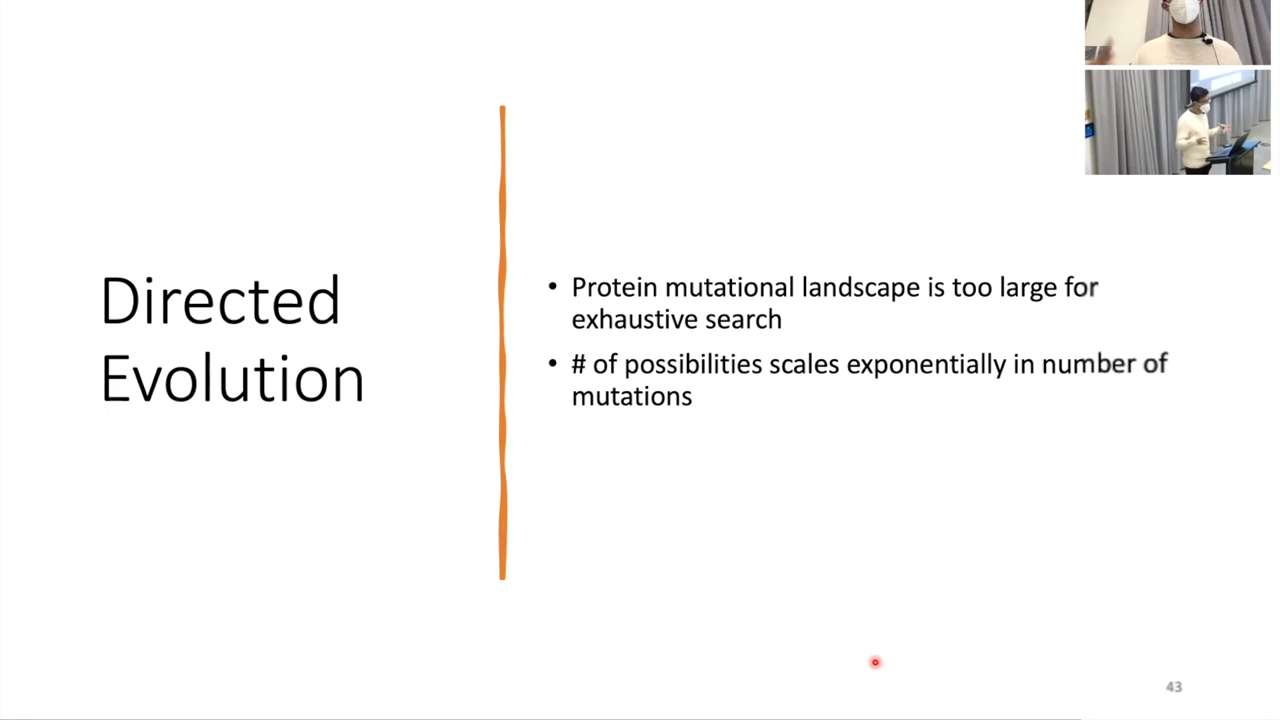 Directed
Evolution
• Protein mutational landscape is too large for
exhaustive search
• # of possibilities scales exponentially in number of
mutations
43